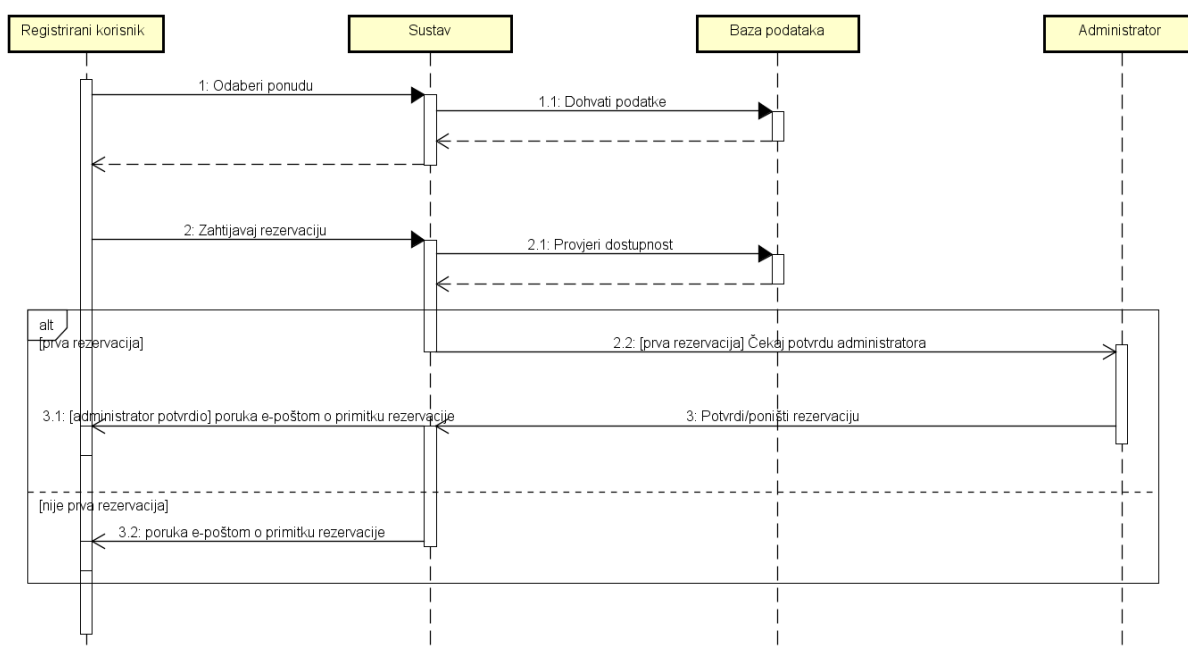 Registrirani korisnik
Sustav
Baza podataka
Administrator
1: Odaberi ponudu
1.1: Dohvati podatke
2: Zahtijavaj rezervaciju
2.1: Provjeri dostupnost
alt
[prva rezervacija]
2.2: [prva rezervacija] Čekaj potvrdu administratora
3.1: [administrator potvrdio] poruka e-poštom o primitku rezervacije
3: Potvrdi/poništi rezervaciju
[nije prva rezervacija]
3.2: poruka e-poštom o primitku rezervacije